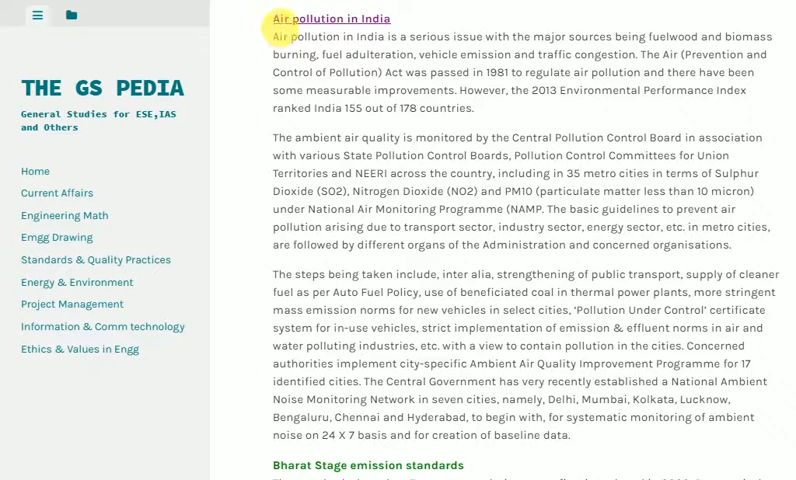 THE GS PEDIA
General Studies for ESE,IAS
and Others
Home
Current Affairs
Engineering Math
Emgg Drawing
Standards & Quality Practices
Energy & Environment
Project Management
Information & Comm technology
Ethics & Values in Engg
Air pollution in India
Air pollution in India is a serious issue with the major sources being fuelwood and biomass
burning, fuel adulteration, vehicle emission and traffic congestion. The Air (Prevention and
Control of Pollution) Act was passed in 1981 to regulate air pollution and there have been
some measurable improvements. However, the 2013 Environmental Performance Index
ranked India 155 out of 178 countries.
The ambient air quality is monitored by the Central Pollution Control Board in association
with various State Pollution Control Boards, Pollution Control Committees for Union
Territories and NEERI across the country, including in 35 metro cities in terms of Sulphur
Dioxide (SO2), Nitrogen Dioxide (NO2) and PM10 (particulate matter less than 10 micron)
under National Air Monitoring Programme (NAMP. The basic guidelines to prevent air
pollution arising due to transport sector, industry sector, energy sector, etc. in metro cities,
are followed by different organs of the Administration and concerned organisations.
The steps being taken include, inter alia, strengthening of public transport, supply of cleaner
fuel as per Auto Fuel Policy, use of beneficiated coal in thermal power plants, more stringent
mass emission norms for new vehicles in select cities, ‘Pollution Under Control’ certificate
system for in-use vehicles, strict implementation of emission & effluent norms in air and
water polluting industries, etc. with a view to contain pollution in the cities. Concerned
authorities implement city-specific Ambient Air Quality Improvement Programme for 17
identified cities. The Central Government has very recently established a National Ambient
Noise Monitoring Network in seven cities, namely, Delhi, Mumbai, Kolkata, Lucknow,
Bengaluru, Chennai and Hyderabad, to begin with, for systematic monitoring of ambient
noise on 24 X 7 basis and for creation of baseline data.
Bharat Stage emission standards